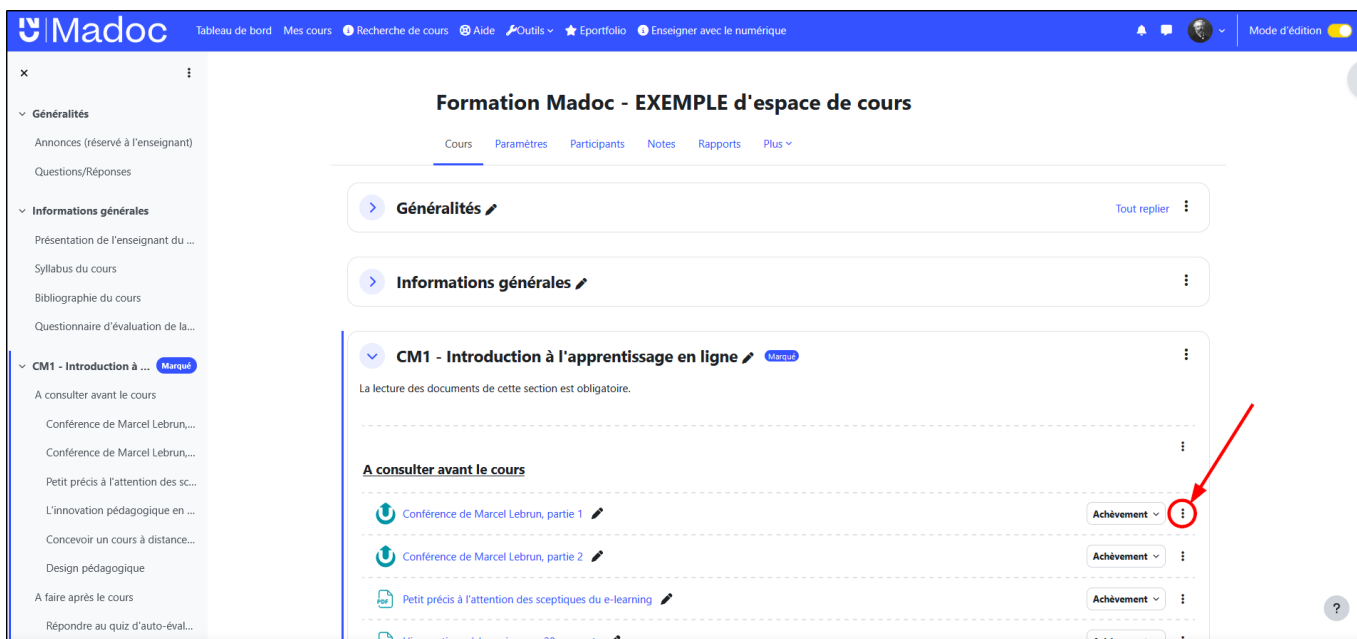 Madoc Tableau de bord Mes cours Recherche de cours Aide Outils Eportfolio Enseigner avec le numérique Mode d'édition
Généralités
Annonces (réservé à l'enseignant)
Questions/Réponses
Informations générales
Présentation de l'enseignant du ...
Syllabus du cours
Bibliographie du cours
Questionnaire d'évaluation de la...
CM1 - Introduction à ... Marqué
A consulter avant le cours
Conférence de Marcel Lebrun,...
Conférence de Marcel Lebrun,...
Petit précis à l'attention des sc...
L'innovation pédagogique en ...
Concevoir un cours à distance...
Design pédagogique
A faire après le cours
Répondre au quiz d'auto-éval...
Formation Madoc - EXEMPLE d'espace de cours
Cours Paramètres Participants Notes Rapports Plus
Généralités Tout replier
Informations générales
CM1 - Introduction à l'apprentissage en ligne Marqué
La lecture des documents de cette section est obligatoire.
A consulter avant le cours
Conférence de Marcel Lebrun, partie 1 Achèvement
Conférence de Marcel Lebrun, partie 2 Achèvement
PDF Petit précis à l'attention des sceptiques du e-learning Achèvement
?